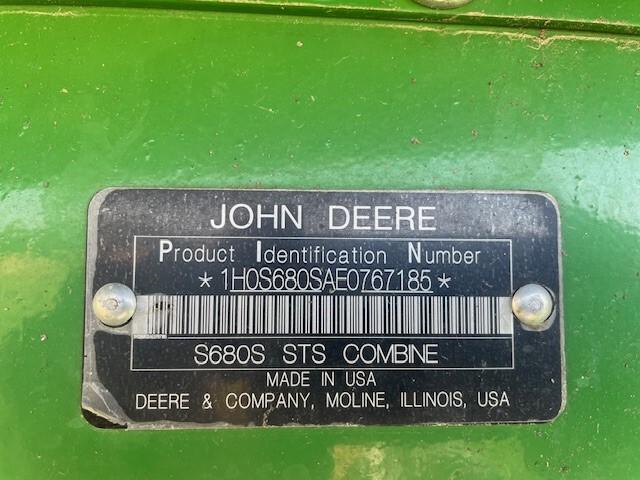 JOHN DEERE
Product Identification Number
*1H0S680SAE0767185*
S680S STS COMBINE
MADE IN USA
DEERE & COMPANY, MOLINE, ILLINOIS, USA